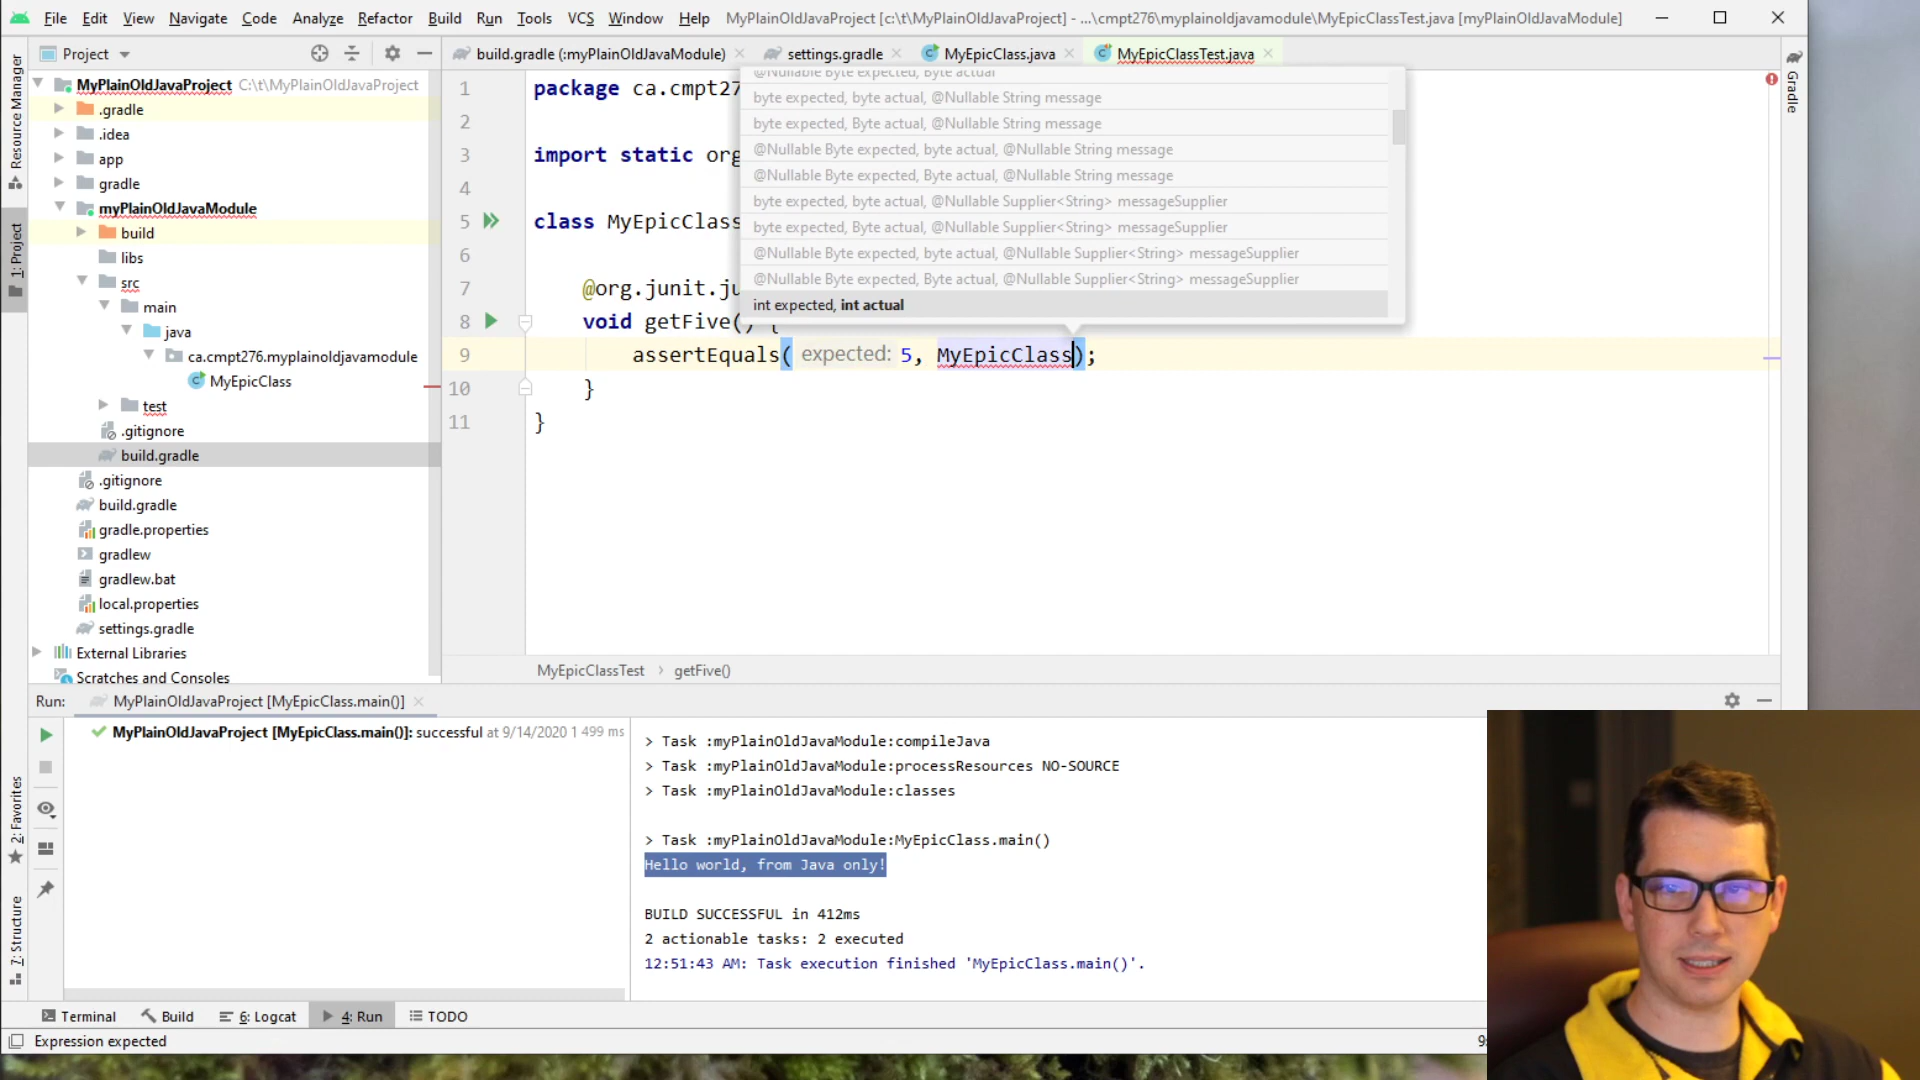 File Edit View Navigate Code Analyze Refactor Build Run Tools VCS Window Help MyPlainOldJavaProject [c:\t\MyPlainOldJavaProject] - ...\cmpt276\myplainoldjavamodule\MyEpicClassTest.java [myPlainOldJavaModule]
Project
build.gradle (:myPlainOldJavaModule)
settings.gradle
MyEpicClass.java
MyEpicClassTest.java
Resource Manager
1: Project
2: Favorites
7: Structure
Gradle
MyPlainOldJavaProject C:\t\MyPlainOldJavaProject
.gradle
.idea
app
gradle
myPlainOldJavaModule
build
libs
src
main
java
ca.cmpt276.myplainoldjavamodule
MyEpicClass
test
.gitignore
build.gradle
.gitignore
build.gradle
gradle.properties
gradlew
gradlew.bat
local.properties
settings.gradle
External Libraries
Scratches and Consoles
1 package ca.cmpt27
2
3 import static org
4
5 class MyEpicClass
6
7 @org.junit.ju
8 void getFive() {
9 assertEquals( expected: 5, MyEpicClass);
10 }
11 }
@Nullable Byte expected, Byte actual
byte expected, byte actual, @Nullable String message
byte expected, Byte actual, @Nullable String message
@Nullable Byte expected, byte actual, @Nullable String message
@Nullable Byte expected, Byte actual, @Nullable String message
byte expected, byte actual, @Nullable Supplier<String> messageSupplier
byte expected, Byte actual, @Nullable Supplier<String> messageSupplier
@Nullable Byte expected, byte actual, @Nullable Supplier<String> messageSupplier
@Nullable Byte expected, Byte actual, @Nullable Supplier<String> messageSupplier
int expected, int actual
MyEpicClassTest > getFive()
Run: MyPlainOldJavaProject [MyEpicClass.main()]
MyPlainOldJavaProject [MyEpicClass.main()]: successful at 9/14/2020 1 499 ms
> Task :myPlainOldJavaModule:compileJava
> Task :myPlainOldJavaModule:processResources NO-SOURCE
> Task :myPlainOldJavaModule:classes
> Task :myPlainOldJavaModule:MyEpicClass.main()
Hello world, from Java only!
BUILD SUCCESSFUL in 412ms
2 actionable tasks: 2 executed
12:51:43 AM: Task execution finished 'MyEpicClass.main()'.
Terminal Build 6: Logcat 4: Run TODO
Expression expected